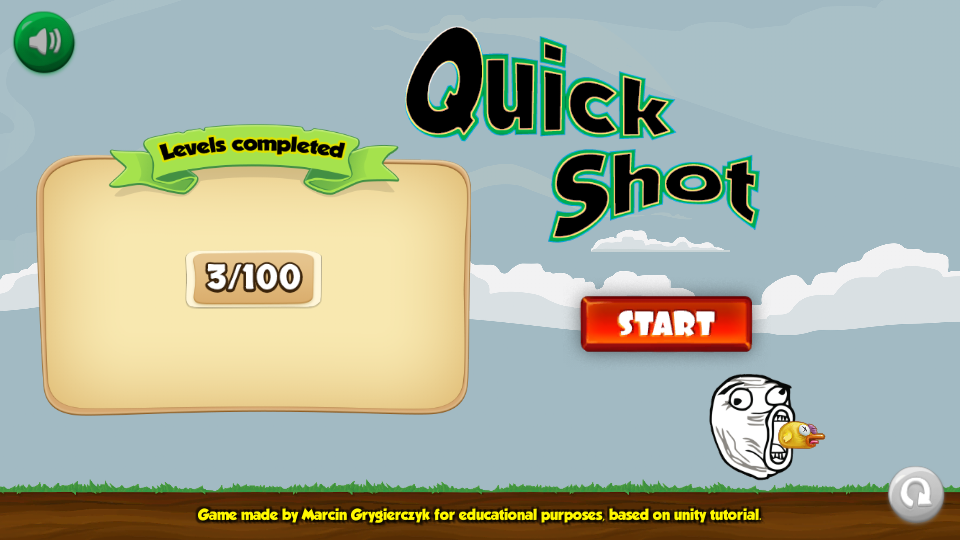 Quick
Shot
Levels completed
3/100
START
Game made by Marcin Grygierczyk for educational purposes, based on unity tutorial.